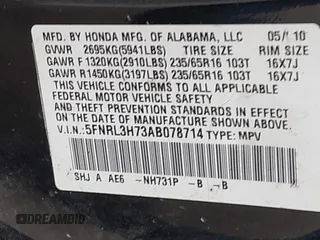 MFD. BY HONDA MFG. OF ALABAMA, LLC 05/10
GVWR 2695KG(5941LBS) TIRE SIZE RIM SIZE
GAWR F 1320KG(2910LBS) 235/65R16 103T 16X7J
GAWR R1450KG(3197LBS) 235/65R16 103T 16X7J
THIS VEHICLE CONFORMS TO ALL APPLICABLE
FEDERAL MOTOR VEHICLE SAFETY STANDARDS IN
EFFECT ON THE DATE OF MANUFACTURE SHOWN
ABOVE.
V.I.N: 5FNRL3H73AB078714 TYPE: MPV
SHJ A AE6 -NH731P -B -B
© DREAMBID